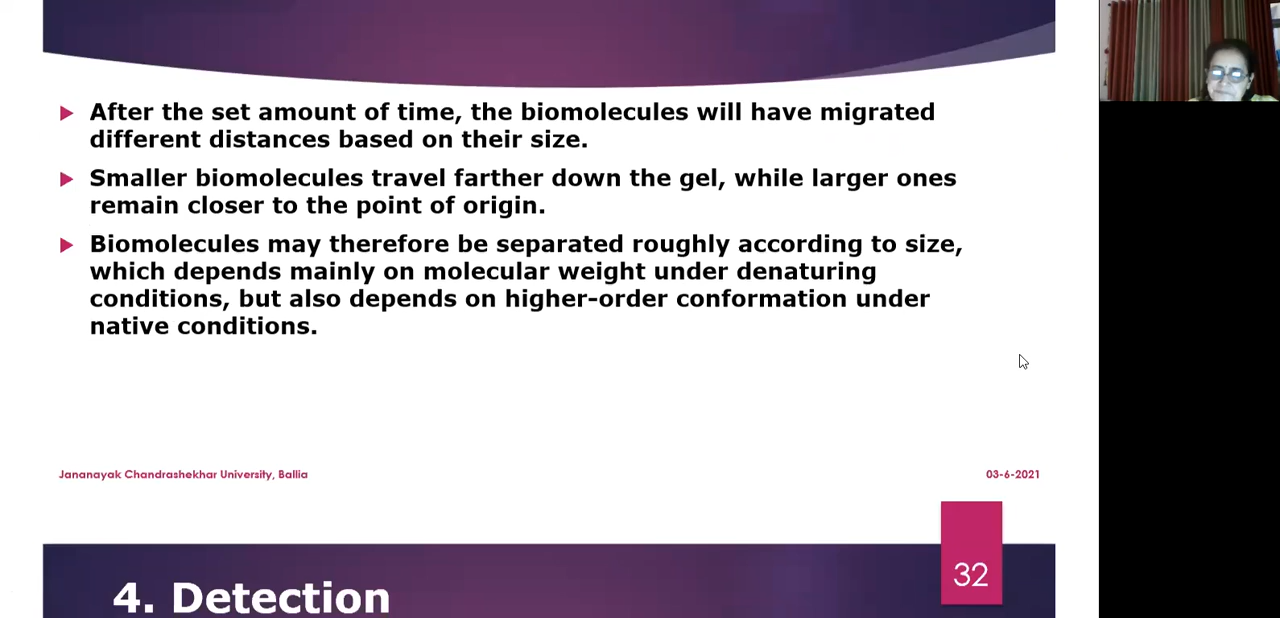 After the set amount of time, the biomolecules will have migrated
different distances based on their size.
Smaller biomolecules travel farther down the gel, while larger ones
remain closer to the point of origin.
Biomolecules may therefore be separated roughly according to size,
which depends mainly on molecular weight under denaturing
conditions, but also depends on higher-order conformation under
native conditions.
Jananayak Chandrashekhar University, Ballia
03-6-2021
32
4. Detection